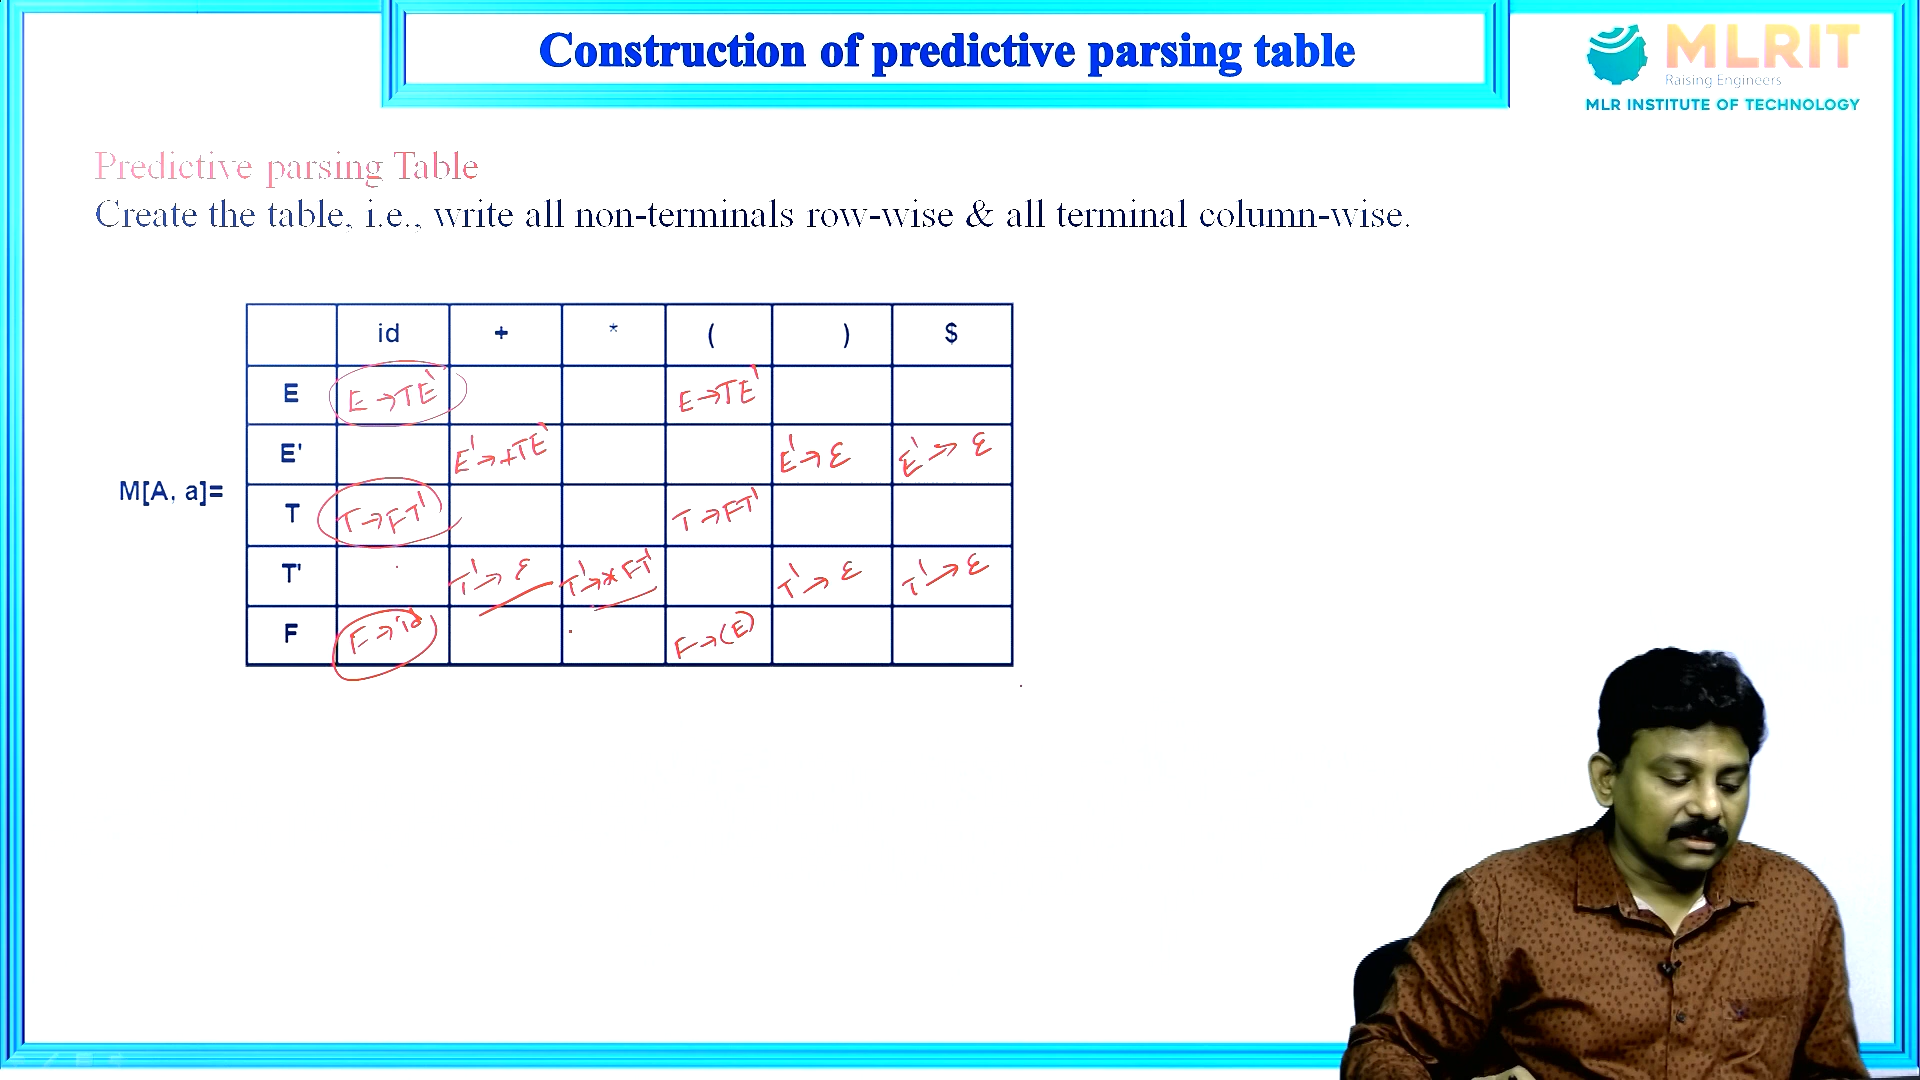 Construction of predictive parsing table
MLRIT
Raising Engineers
MLR INSTITUTE OF TECHNOLOGY
Predictive parsing Table
Create the table, i.e., write all non-terminals row-wise & all terminal column-wise.
id + * ( ) $
E E→TE' E→TE'
E' E'→+TE' E'→ε E'→ε
M[A, a]=
T T→FT' T→FT'
T' T'→ε T'→*FT' T'→ε T'→ε
F F→id F→(E)